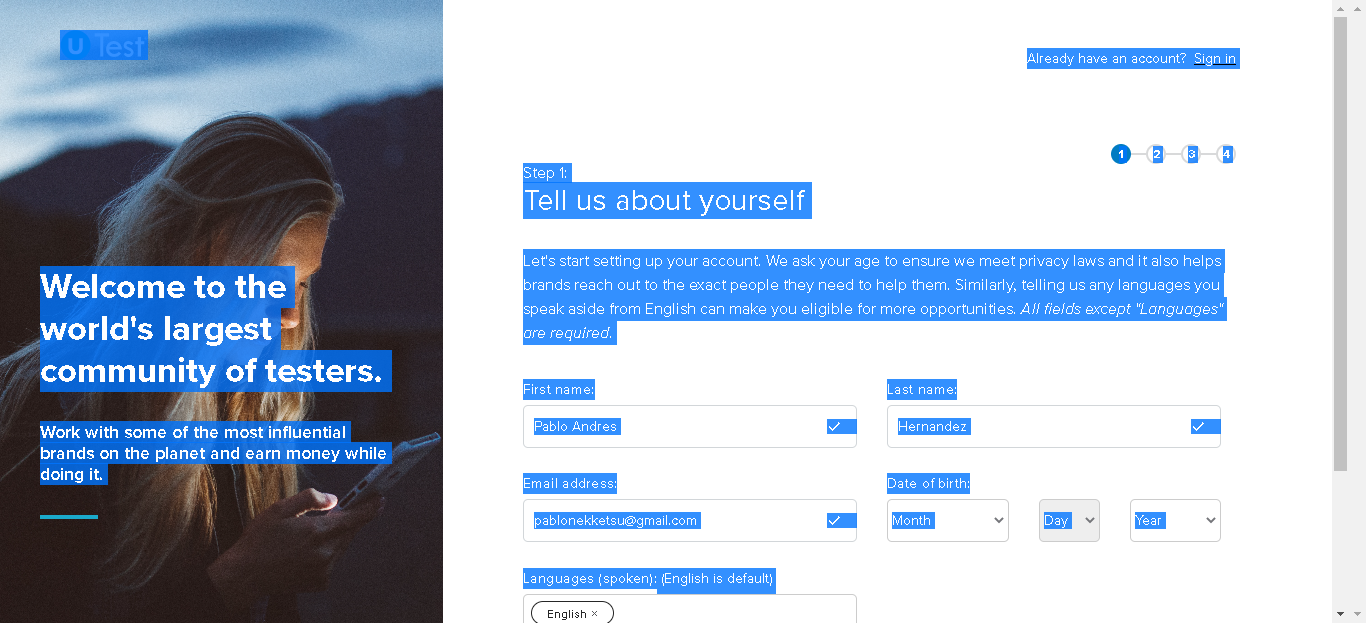 U Test
Already have an account? Sign in
1 2 3 4
Step 1:
Tell us about yourself
Let's start setting up your account. We ask your age to ensure we meet privacy laws and it also helps
brands reach out to the exact people they need to help them. Similarly, telling us any languages you
speak aside from English can make you eligible for more opportunities. All fields except "Languages"
are required.
Welcome to the
world's largest
community of testers.
Work with some of the most influential
brands on the planet and earn money while
doing it.
First name:
Last name:
Pablo Andres
Hernandez
Email address:
Date of birth:
pablonekketsu@gmail.com
Month
Day
Year
Languages (spoken): (English is default)
English ×